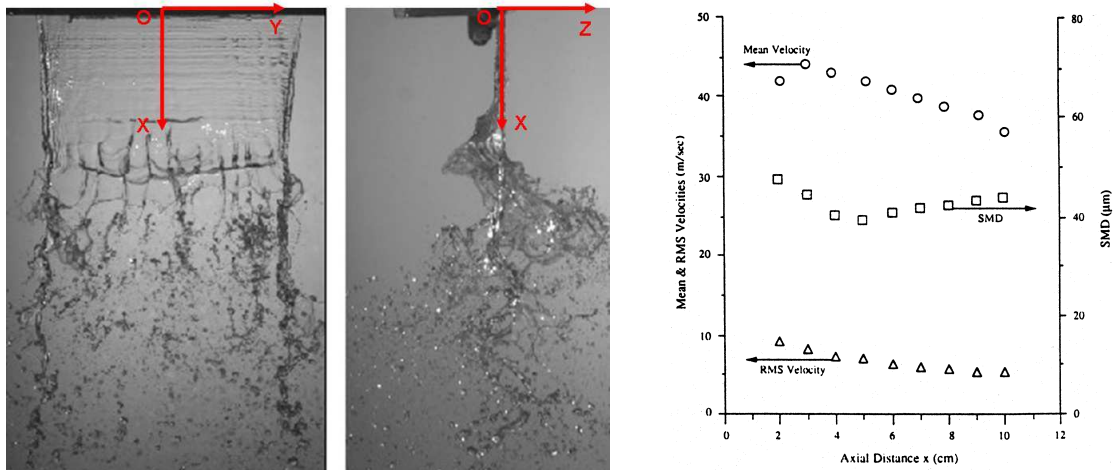 O
Y
X
O
Z
X
50
40
30
20
10
0
Mean & RMS Velocities (m/sec)
Mean Velocity
SMD
RMS Velocity
80
60
40
20
0
SMD (μm)
0 2 4 6 8 10 12
Axial Distance x (cm)